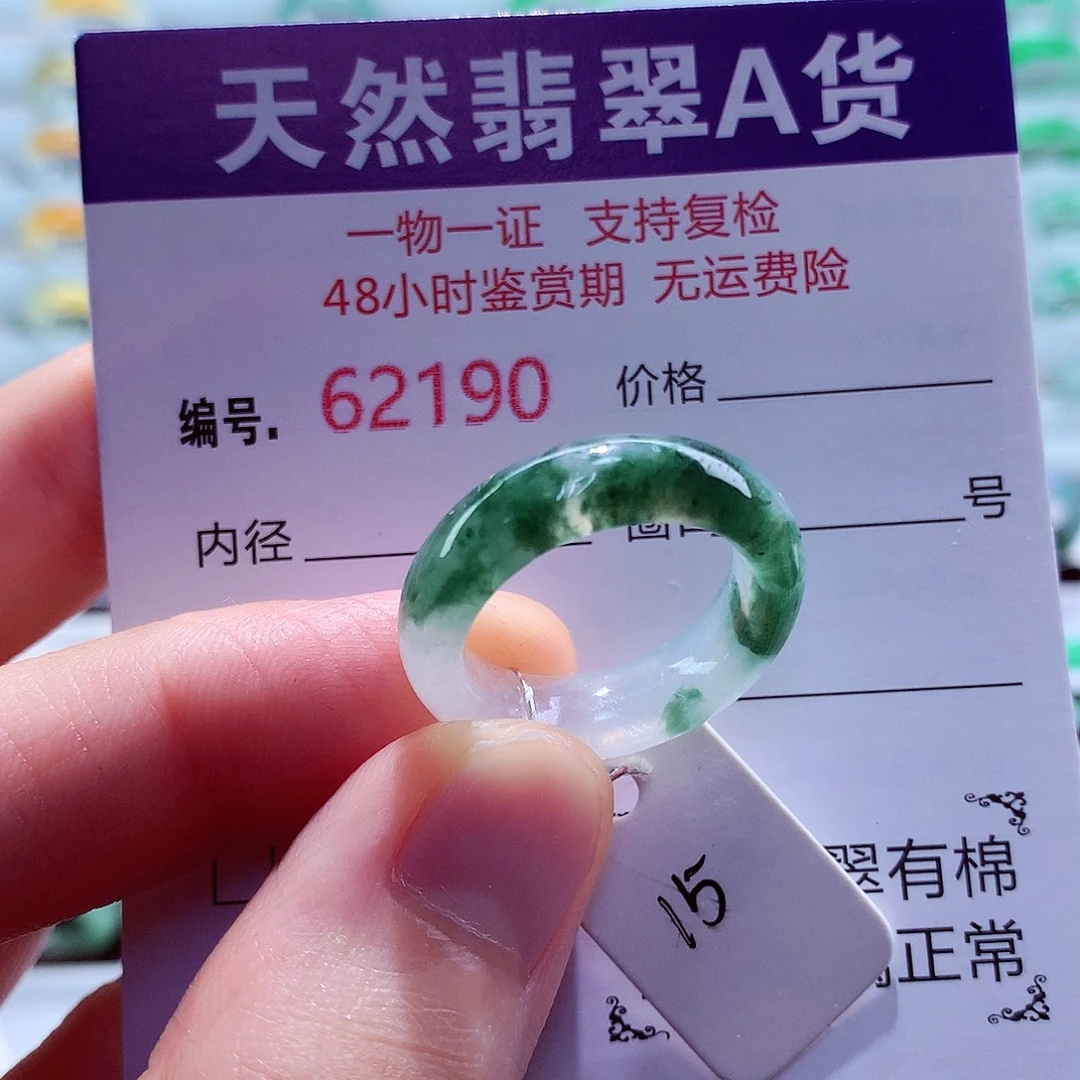 天然翡翠A货
一物一证 支持复检
48小时鉴赏期 无运费险
编号. 62190 价格
内径 号
15
翠有棉
正常